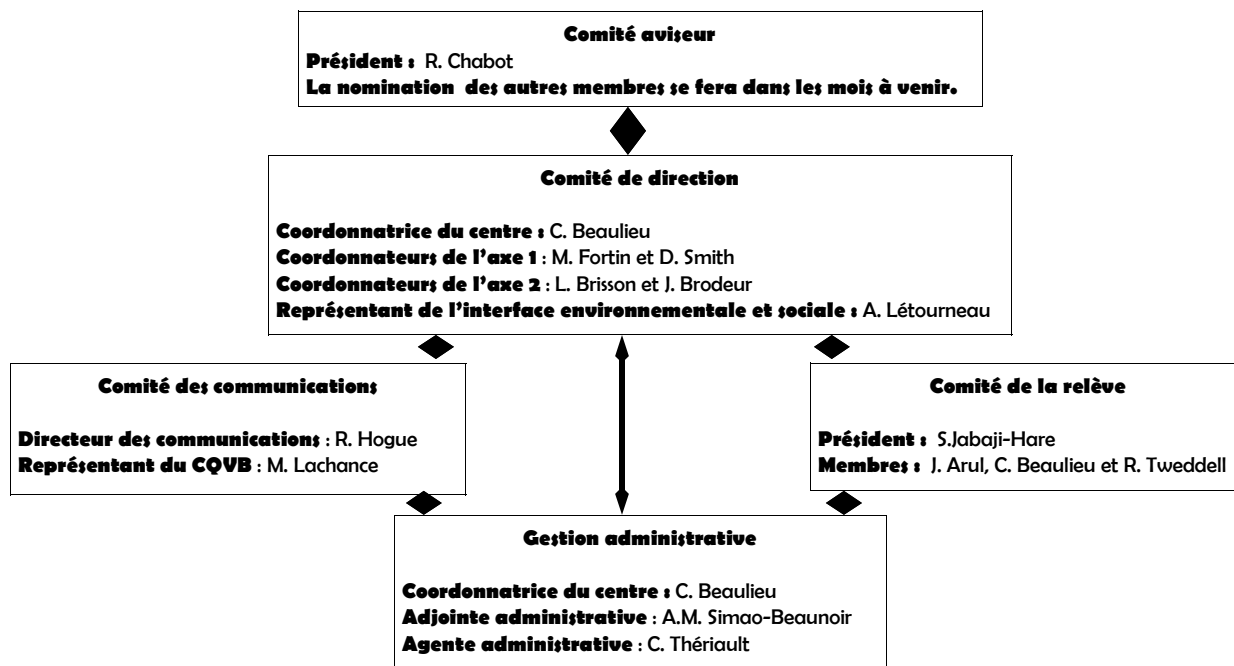 Comité aviseur
Président : R. Chabot
La nomination des autres membres se fera dans les mois à venir.
Comité de direction
Coordonnatrice du centre : C. Beaulieu
Coordonnateurs de l'axe 1 : M. Fortin et D. Smith
Coordonnateurs de l'axe 2 : L. Brisson et J. Brodeur
Représentant de l'interface environnementale et sociale : A. Létourneau
Comité des communications
Directeur des communications : R. Hogue
Représentant du CQVB : M. Lachance
Comité de la relève
Président : S.Jabaji-Hare
Membres : J. Arul, C. Beaulieu et R. Tweddell
Gestion administrative
Coordonnatrice du centre : C. Beaulieu
Adjointe administrative : A.M. Simao-Beaunoir
Agente administrative : C. Thériault